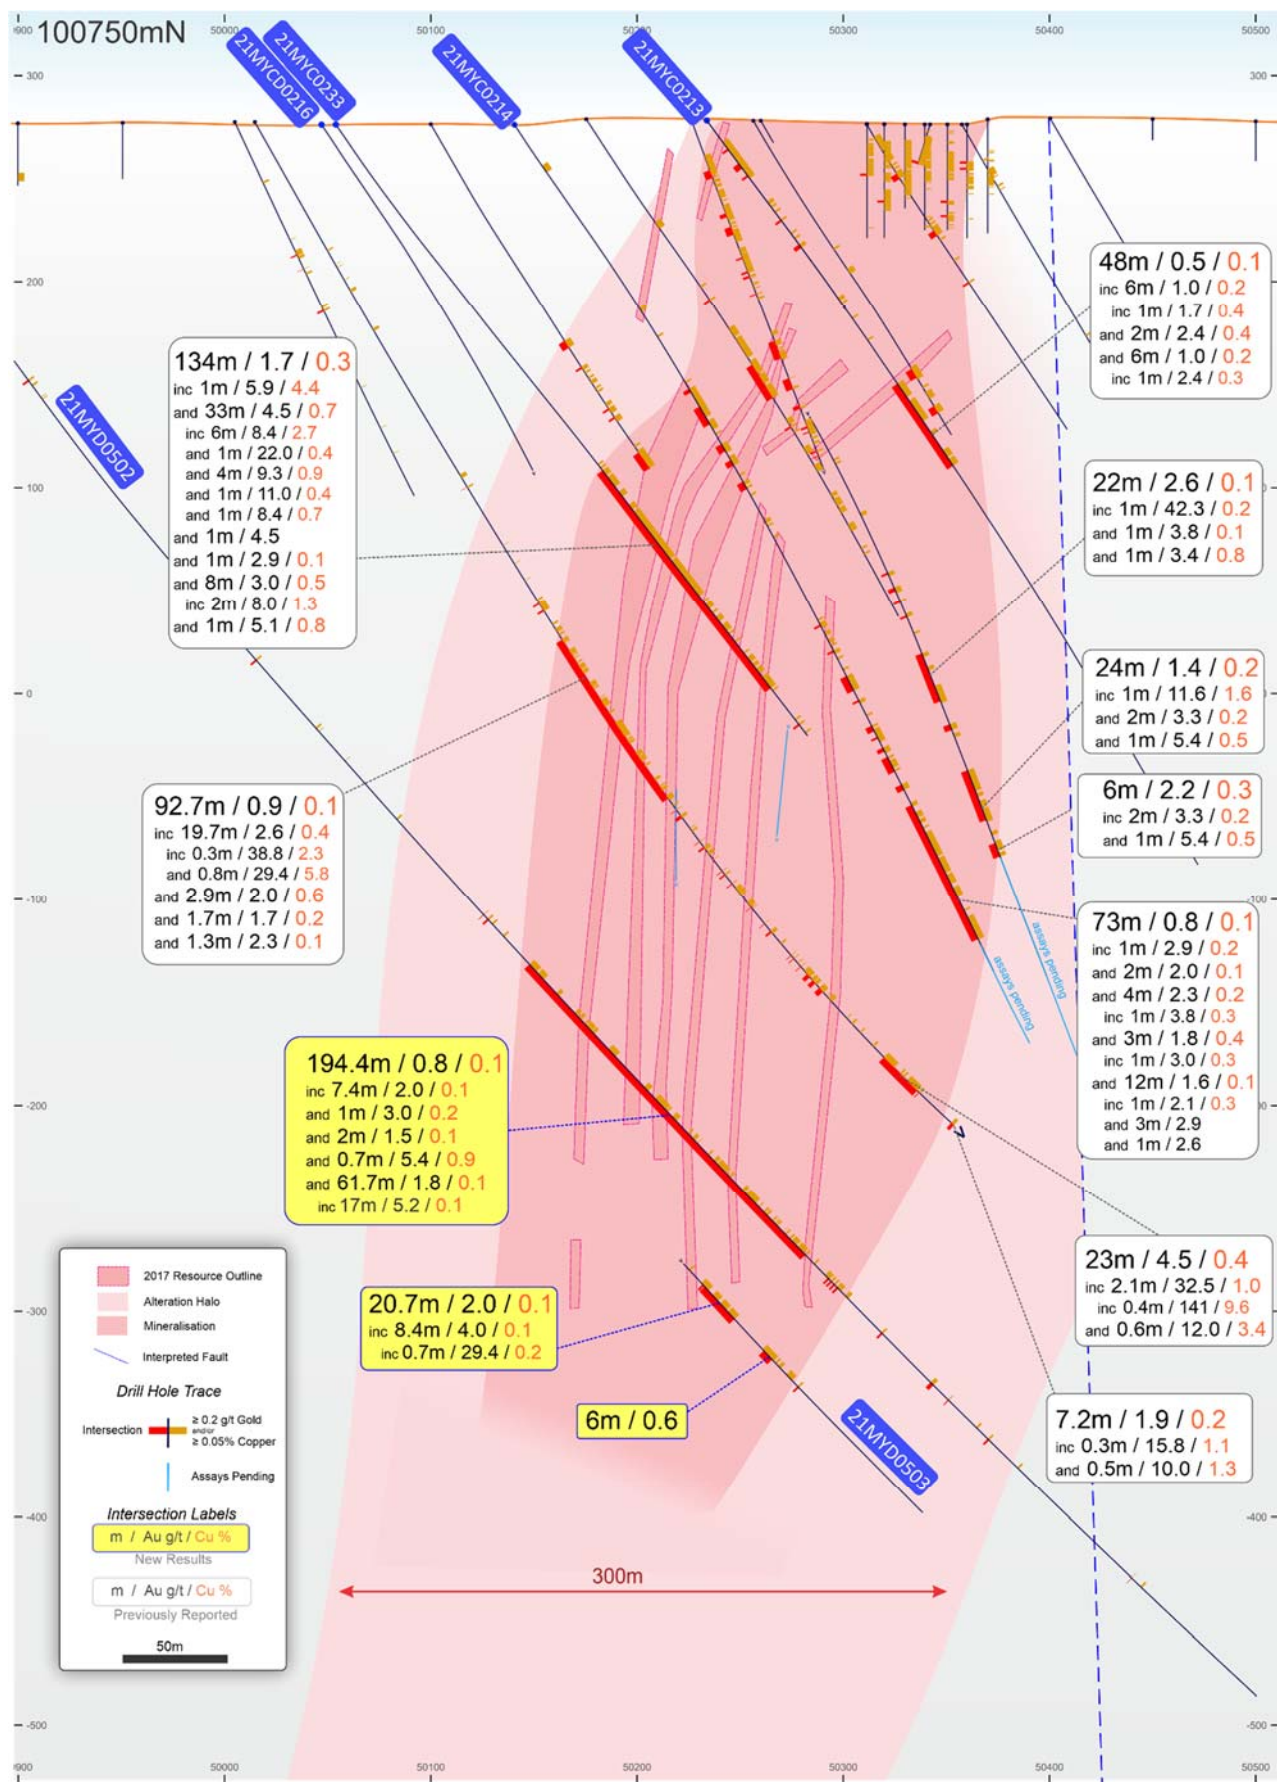 100750mN
900 50000 50100 50200 50300 50400 50500
21MYCD0216
21MYC0233
21MYC0214
21MYC0213
300 300
200
100
0
-100
-200
-300
-400 -400
-500 -500
21MYD0502
134m / 1.7 / 0.3
inc 1m / 5.9 / 4.4
and 33m / 4.5 / 0.7
inc 6m / 8.4 / 2.7
and 1m / 22.0 / 0.4
and 4m / 9.3 / 0.9
and 1m / 11.0 / 0.4
and 1m / 8.4 / 0.7
and 1m / 4.5
and 1m / 2.9 / 0.1
and 8m / 3.0 / 0.5
inc 2m / 8.0 / 1.3
and 1m / 5.1 / 0.8
48m / 0.5 / 0.1
inc 6m / 1.0 / 0.2
inc 1m / 1.7 / 0.4
and 2m / 2.4 / 0.4
and 6m / 1.0 / 0.2
inc 1m / 2.4 / 0.3
22m / 2.6 / 0.1
inc 1m / 42.3 / 0.2
and 1m / 3.8 / 0.1
and 1m / 3.4 / 0.8
24m / 1.4 / 0.2
inc 1m / 11.6 / 1.6
and 2m / 3.3 / 0.2
and 1m / 5.4 / 0.5
6m / 2.2 / 0.3
inc 2m / 3.3 / 0.2
and 1m / 5.4 / 0.5
92.7m / 0.9 / 0.1
inc 19.7m / 2.6 / 0.4
inc 0.3m / 38.8 / 2.3
and 0.8m / 29.4 / 5.8
and 2.9m / 2.0 / 0.6
and 1.7m / 1.7 / 0.2
and 1.3m / 2.3 / 0.1
73m / 0.8 / 0.1
inc 1m / 2.9 / 0.2
and 2m / 2.0 / 0.1
and 4m / 2.3 / 0.2
inc 1m / 3.8 / 0.3
and 3m / 1.8 / 0.4
inc 1m / 3.0 / 0.3
and 12m / 1.6 / 0.1
inc 1m / 2.1 / 0.3
and 3m / 2.9
and 1m / 2.6
assays pending
assays pending
194.4m / 0.8 / 0.1
inc 7.4m / 2.0 / 0.1
and 1m / 3.0 / 0.2
and 2m / 1.5 / 0.1
and 0.7m / 5.4 / 0.9
and 61.7m / 1.8 / 0.1
inc 17m / 5.2 / 0.1
23m / 4.5 / 0.4
inc 2.1m / 32.5 / 1.0
inc 0.4m / 141 / 9.6
and 0.6m / 12.0 / 3.4
20.7m / 2.0 / 0.1
inc 8.4m / 4.0 / 0.1
inc 0.7m / 29.4 / 0.2
6m / 0.6
21MYD0503
7.2m / 1.9 / 0.2
inc 0.3m / 15.8 / 1.1
and 0.5m / 10.0 / 1.3
2017 Resource Outline
Alteration Halo
Mineralisation
Interpreted Fault
Drill Hole Trace
Intersection
≥ 0.2 g/t Gold
and/or
≥ 0.05% Copper
Assays Pending
Intersection Labels
m / Au g/t / Cu %
New Results
m / Au g/t / Cu %
Previously Reported
50m
300m
900 50000 50100 50200 50300 50400 50500